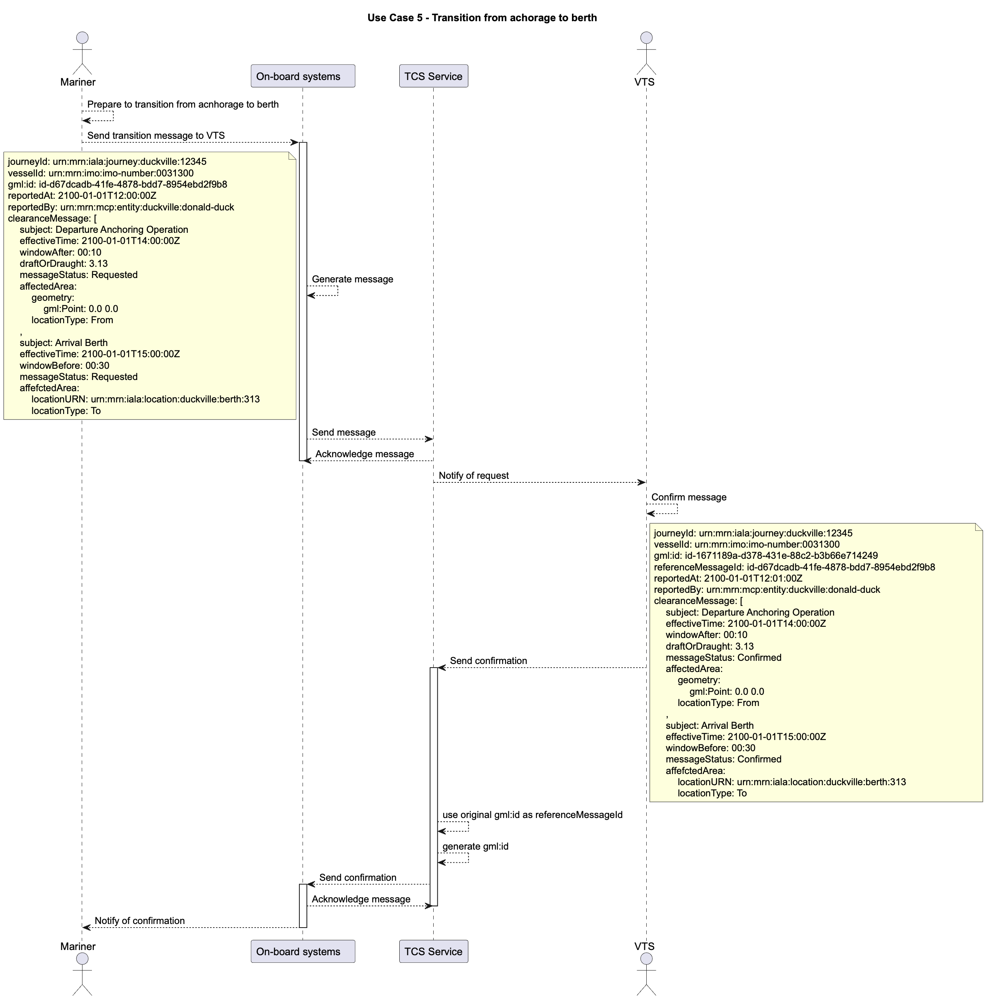 Use Case 5 - Transition from achorage to berth
Mariner
On-board systems
TCS Service
VTS
Prepare to transition from acnhorage to berth
Send transition message to VTS
journeyId: urn:mrn:iala:journey:duckville:12345
vesselId: urn:mrn:imo:imo-number:0031300
gml:id: id-d67dcadb-41fe-4878-bdd7-8954ebd2f9b8
reportedAt: 2100-01-01T12:00:00Z
reportedBy: urn:mrn:mcp:entity:duckville:donald-duck
clearanceMessage: [
subject: Departure Anchoring Operation
effectiveTime: 2100-01-01T14:00:00Z
windowAfter: 00:10
draftOrDraught: 3.13
messageStatus: Requested
affectedArea:
geometry:
gml:Point: 0.0 0.0
locationType: From
,
subject: Arrival Berth
effectiveTime: 2100-01-01T15:00:00Z
windowBefore: 00:30
messageStatus: Requested
affefctedArea:
locationURN: urn:mrn:iala:location:duckville:berth:313
locationType: To
Generate message
Send message
Acknowledge message
Notify of request
Confirm message
journeyId: urn:mrn:iala:journey:duckville:12345
vesselId: urn:mrn:imo:imo-number:0031300
gml:id: id-1671189a-d378-431e-88c2-b3b66e714249
referenceMessageId: id-d67dcadb-41fe-4878-bdd7-8954ebd2f9b8
reportedAt: 2100-01-01T12:01:00Z
reportedBy: urn:mrn:mcp:entity:duckville:donald-duck
clearanceMessage: [
subject: Departure Anchoring Operation
effectiveTime: 2100-01-01T14:00:00Z
windowAfter: 00:10
draftOrDraught: 3.13
messageStatus: Confirmed
affectedArea:
geometry:
gml:Point: 0.0 0.0
locationType: From
,
subject: Arrival Berth
effectiveTime: 2100-01-01T15:00:00Z
windowBefore: 00:30
messageStatus: Confirmed
affefctedArea:
locationURN: urn:mrn:iala:location:duckville:berth:313
locationType: To
Send confirmation
use original gml:id as referenceMessageId
generate gml:id
Send confirmation
Acknowledge message
Notify of confirmation
Mariner
On-board systems
TCS Service
VTS